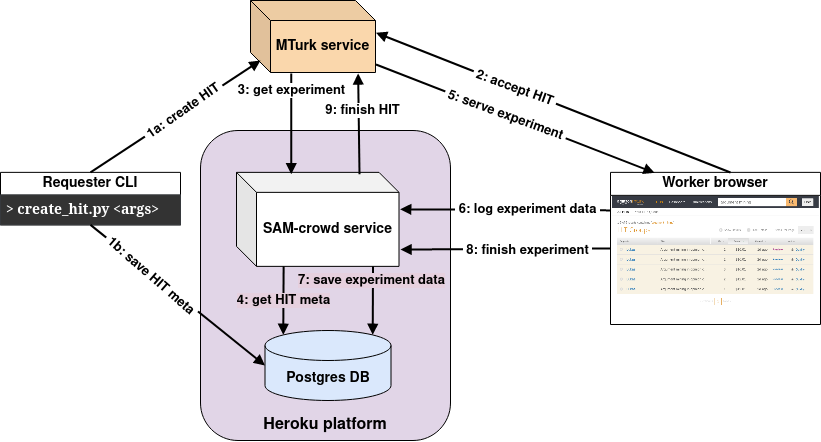 MTurk service
3: get experiment
9: finish HIT
1a: create HIT
2: accept HIT
5: serve experiment
Requester CLI
> create_hit.py <args>
Worker browser
SAM-crowd service
6: log experiment data
8: finish experiment
1b: save HIT meta
7: save experiment data
4: get HIT meta
Postgres DB
Heroku platform
HIT Groups